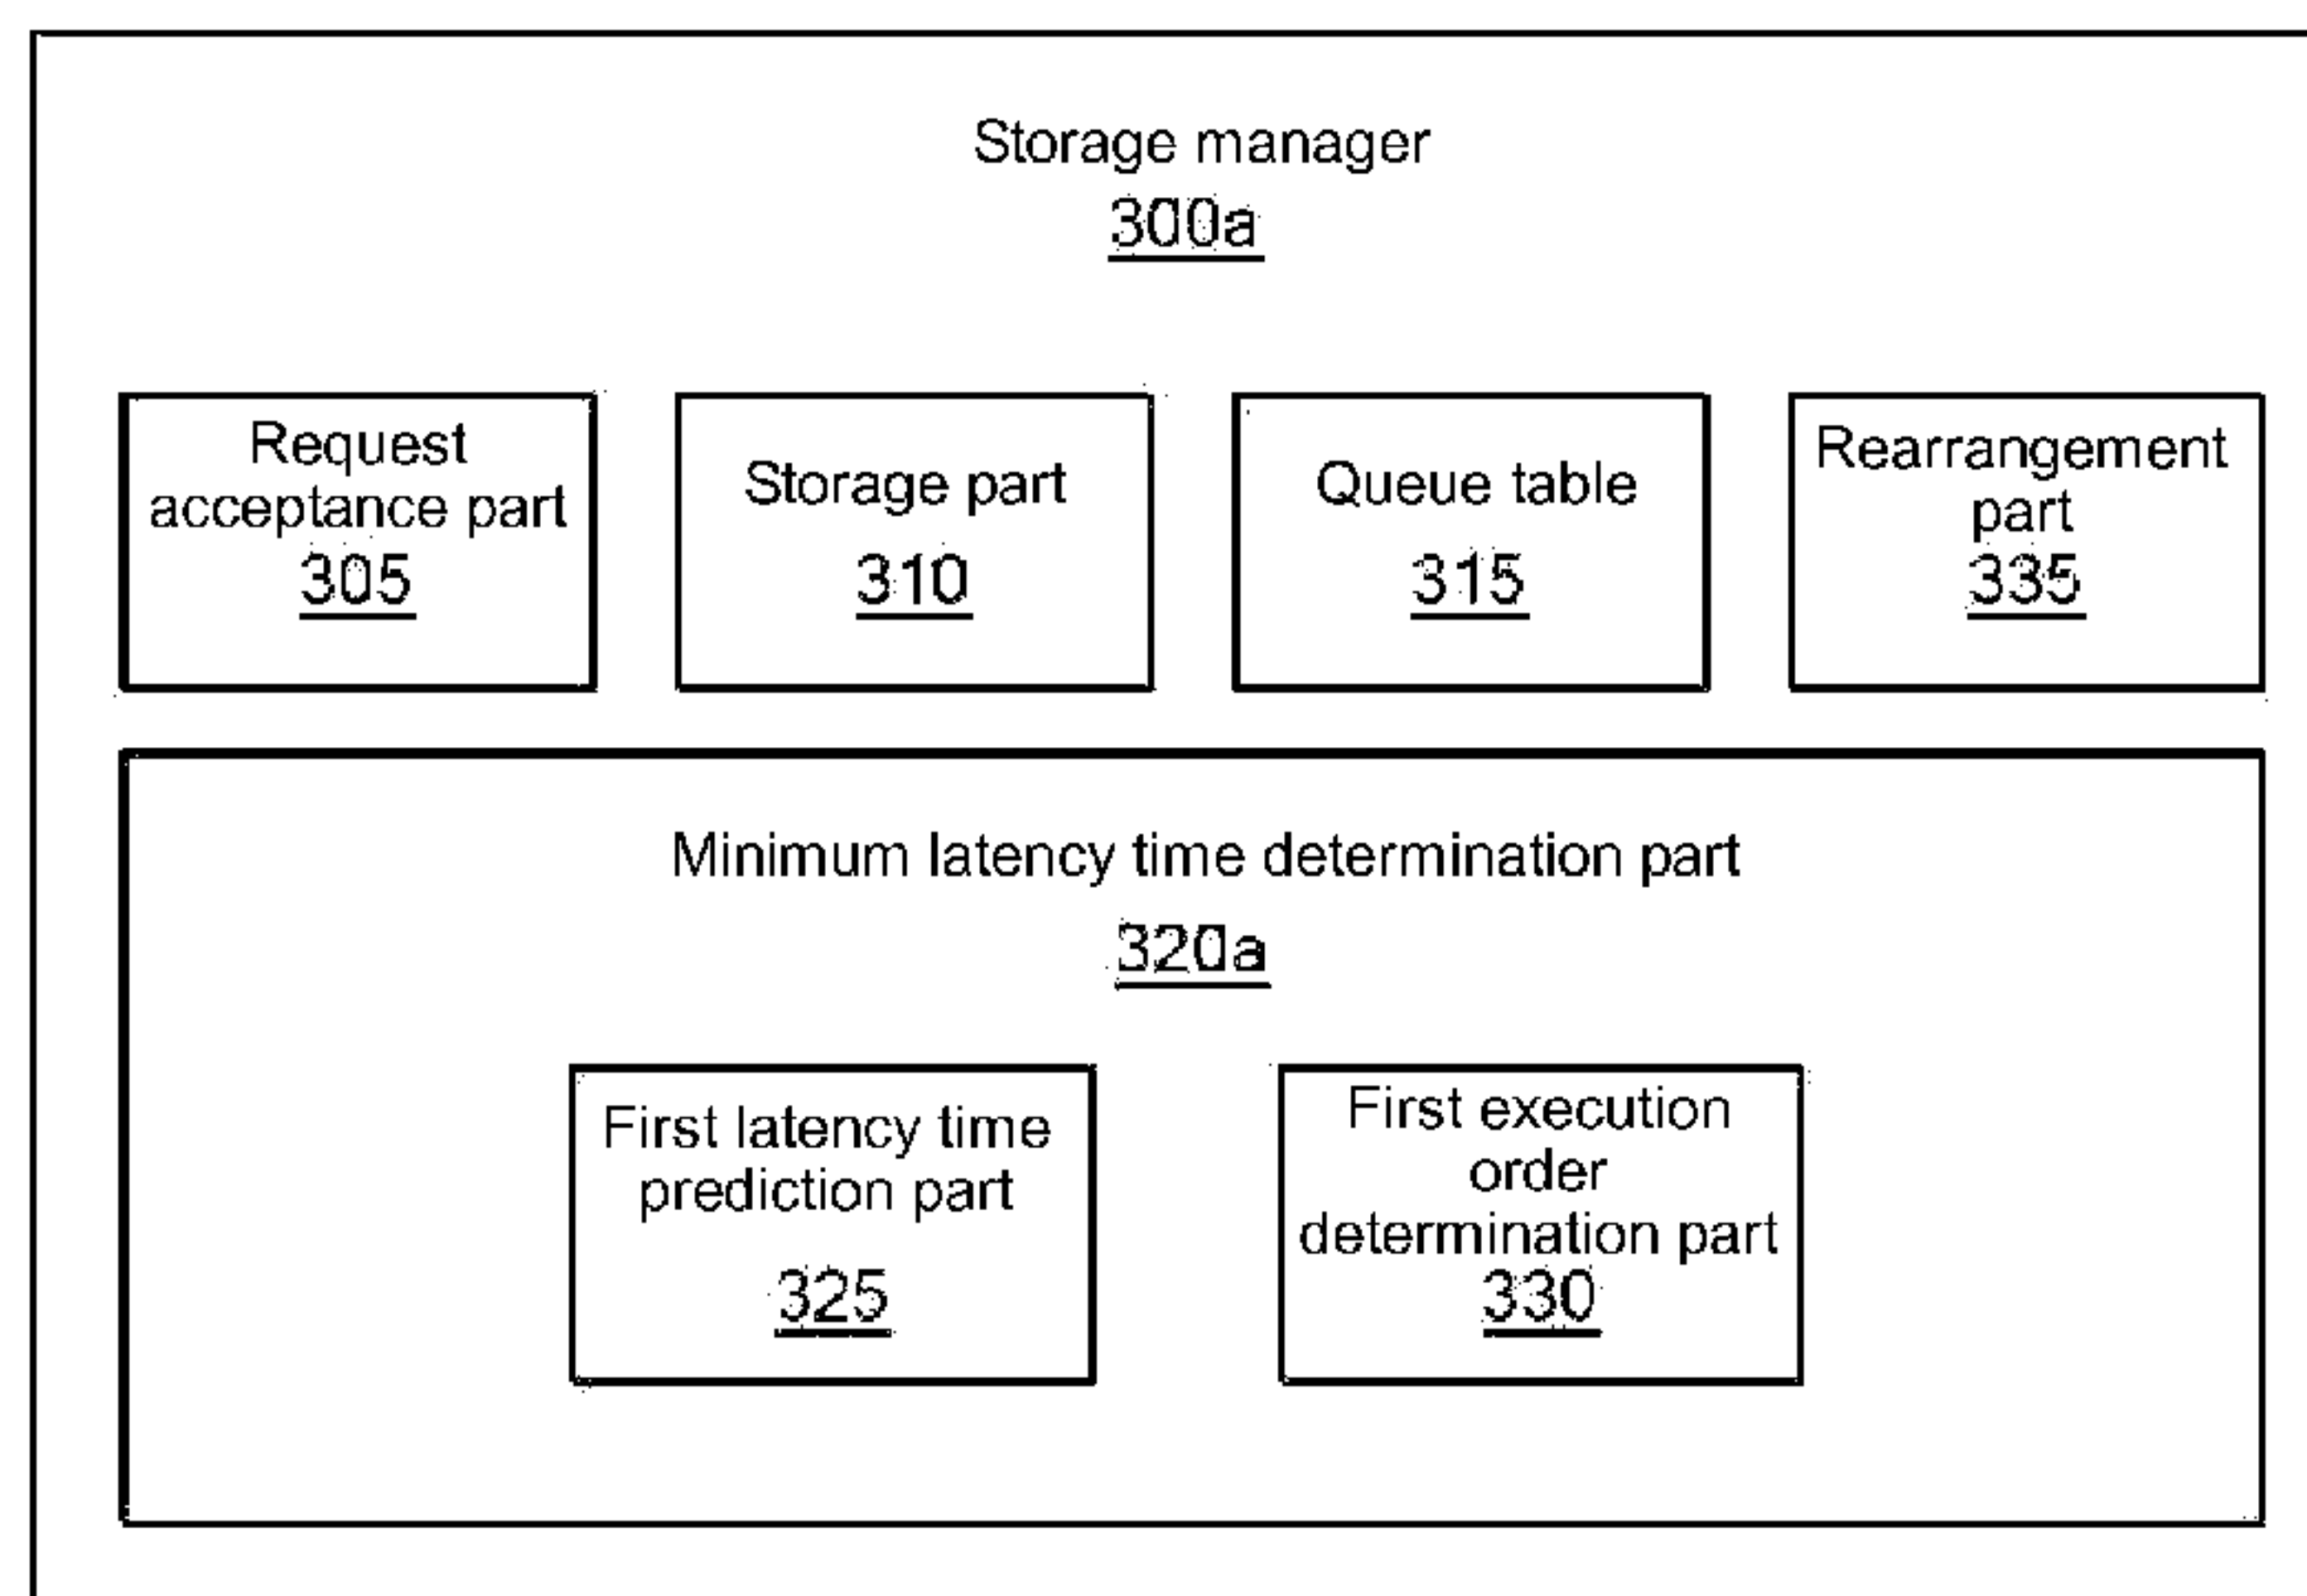 Storage manager
300a
Request
acceptance part
305
Storage part
310
Queue table
315
Rearrangement
part
335
Minimum latency time determination part
320a
First latency time
prediction part
325
First execution
order
determination part
330